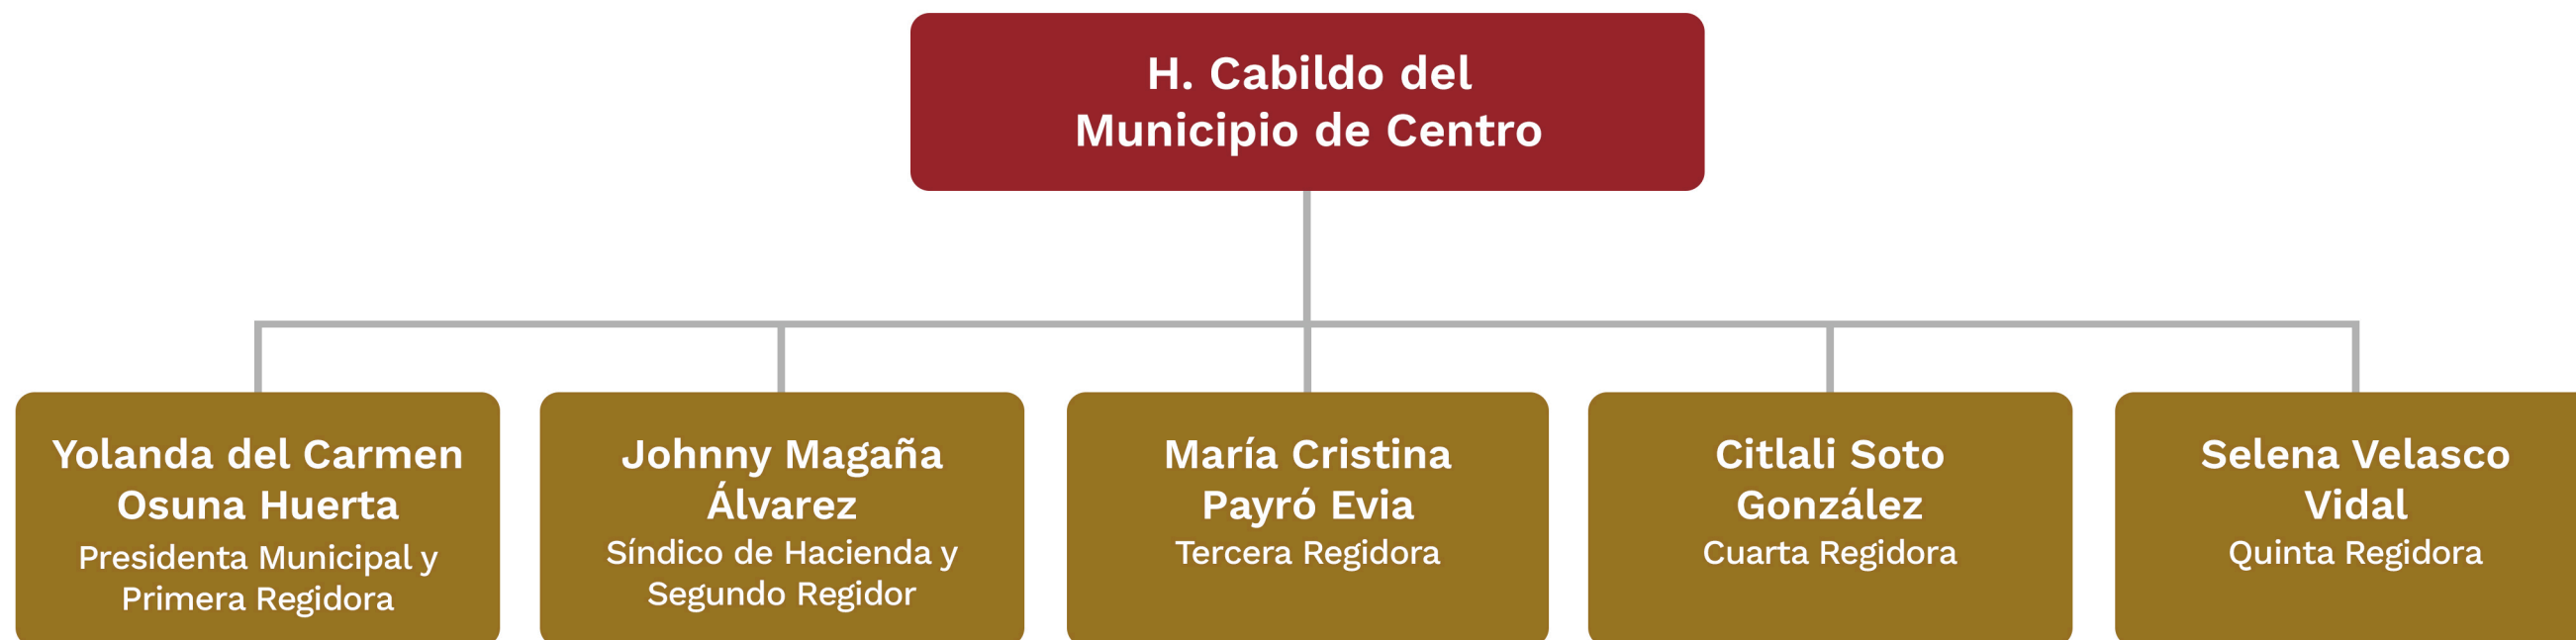 H. Cabildo del
Municipio de Centro
Yolanda del Carmen
Osuna Huerta
Presidenta Municipal y
Primera Regidora
Johnny Magaña
Álvarez
Síndico de Hacienda y
Segundo Regidor
María Cristina
Payró Evia
Tercera Regidora
Citlali Soto
González
Cuarta Regidora
Selena Velasco
Vidal
Quinta Regidora